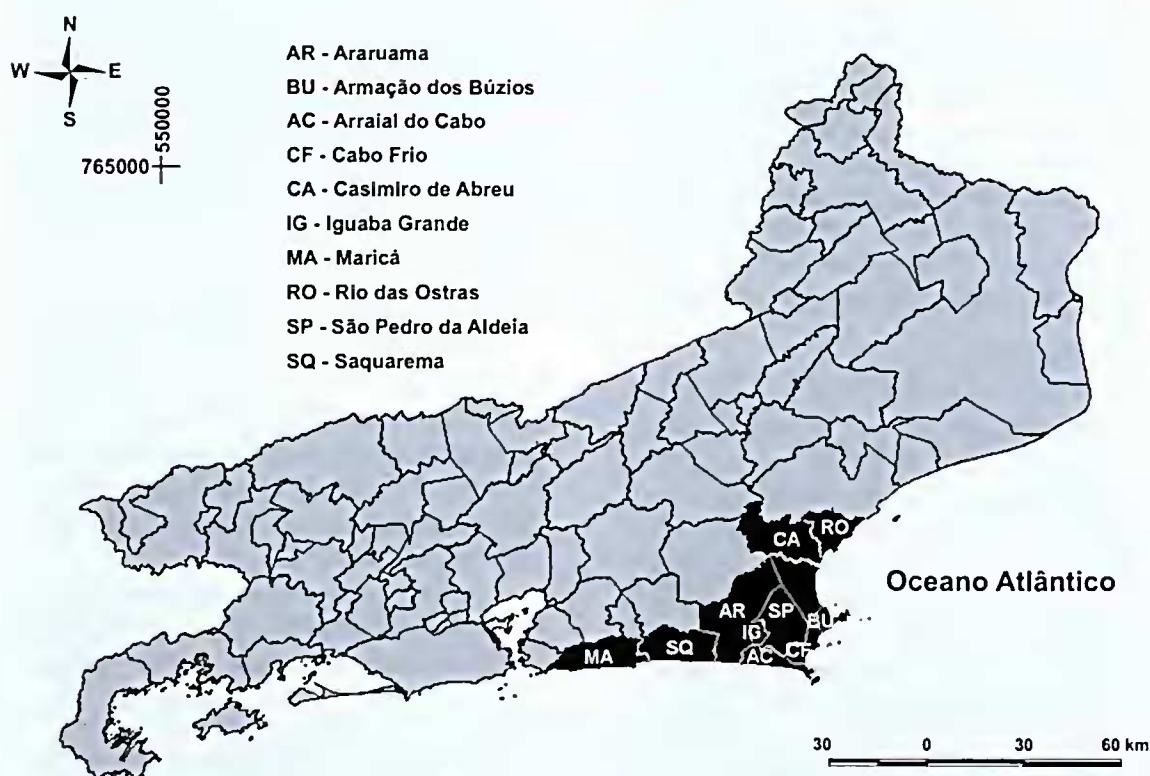 N
W E
S
550000
765000
AR - Araruama
BU - Armação dos Búzios
AC - Arraial do Cabo
CF - Cabo Frio
CA - Casimiro de Abreu
IG - Iguaba Grande
MA - Maricá
RO - Rio das Ostras
SP - São Pedro da Aldeia
SQ - Saquarema
RO
CA
Oceano Atlântico
AR SP
BU
IG
MA SQ AC CF
30 0 30 60 km